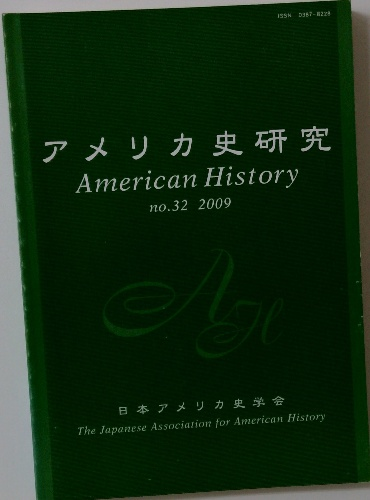 ISSN 0387-8228
アメリカ史研究
American History
no.32 2009
AH
日本アメリカ史学会
The Japanese Association for American History